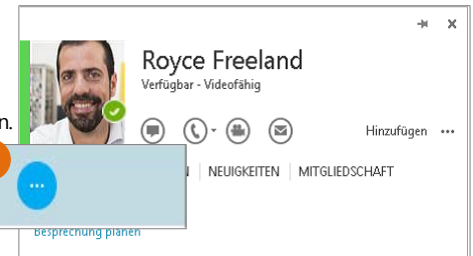 Royce Freeland
Verfügbar - Videofähig
n.
Hinzufügen
N NEUIGKEITEN MITGLIEDSCHAFT
Besprechung planen